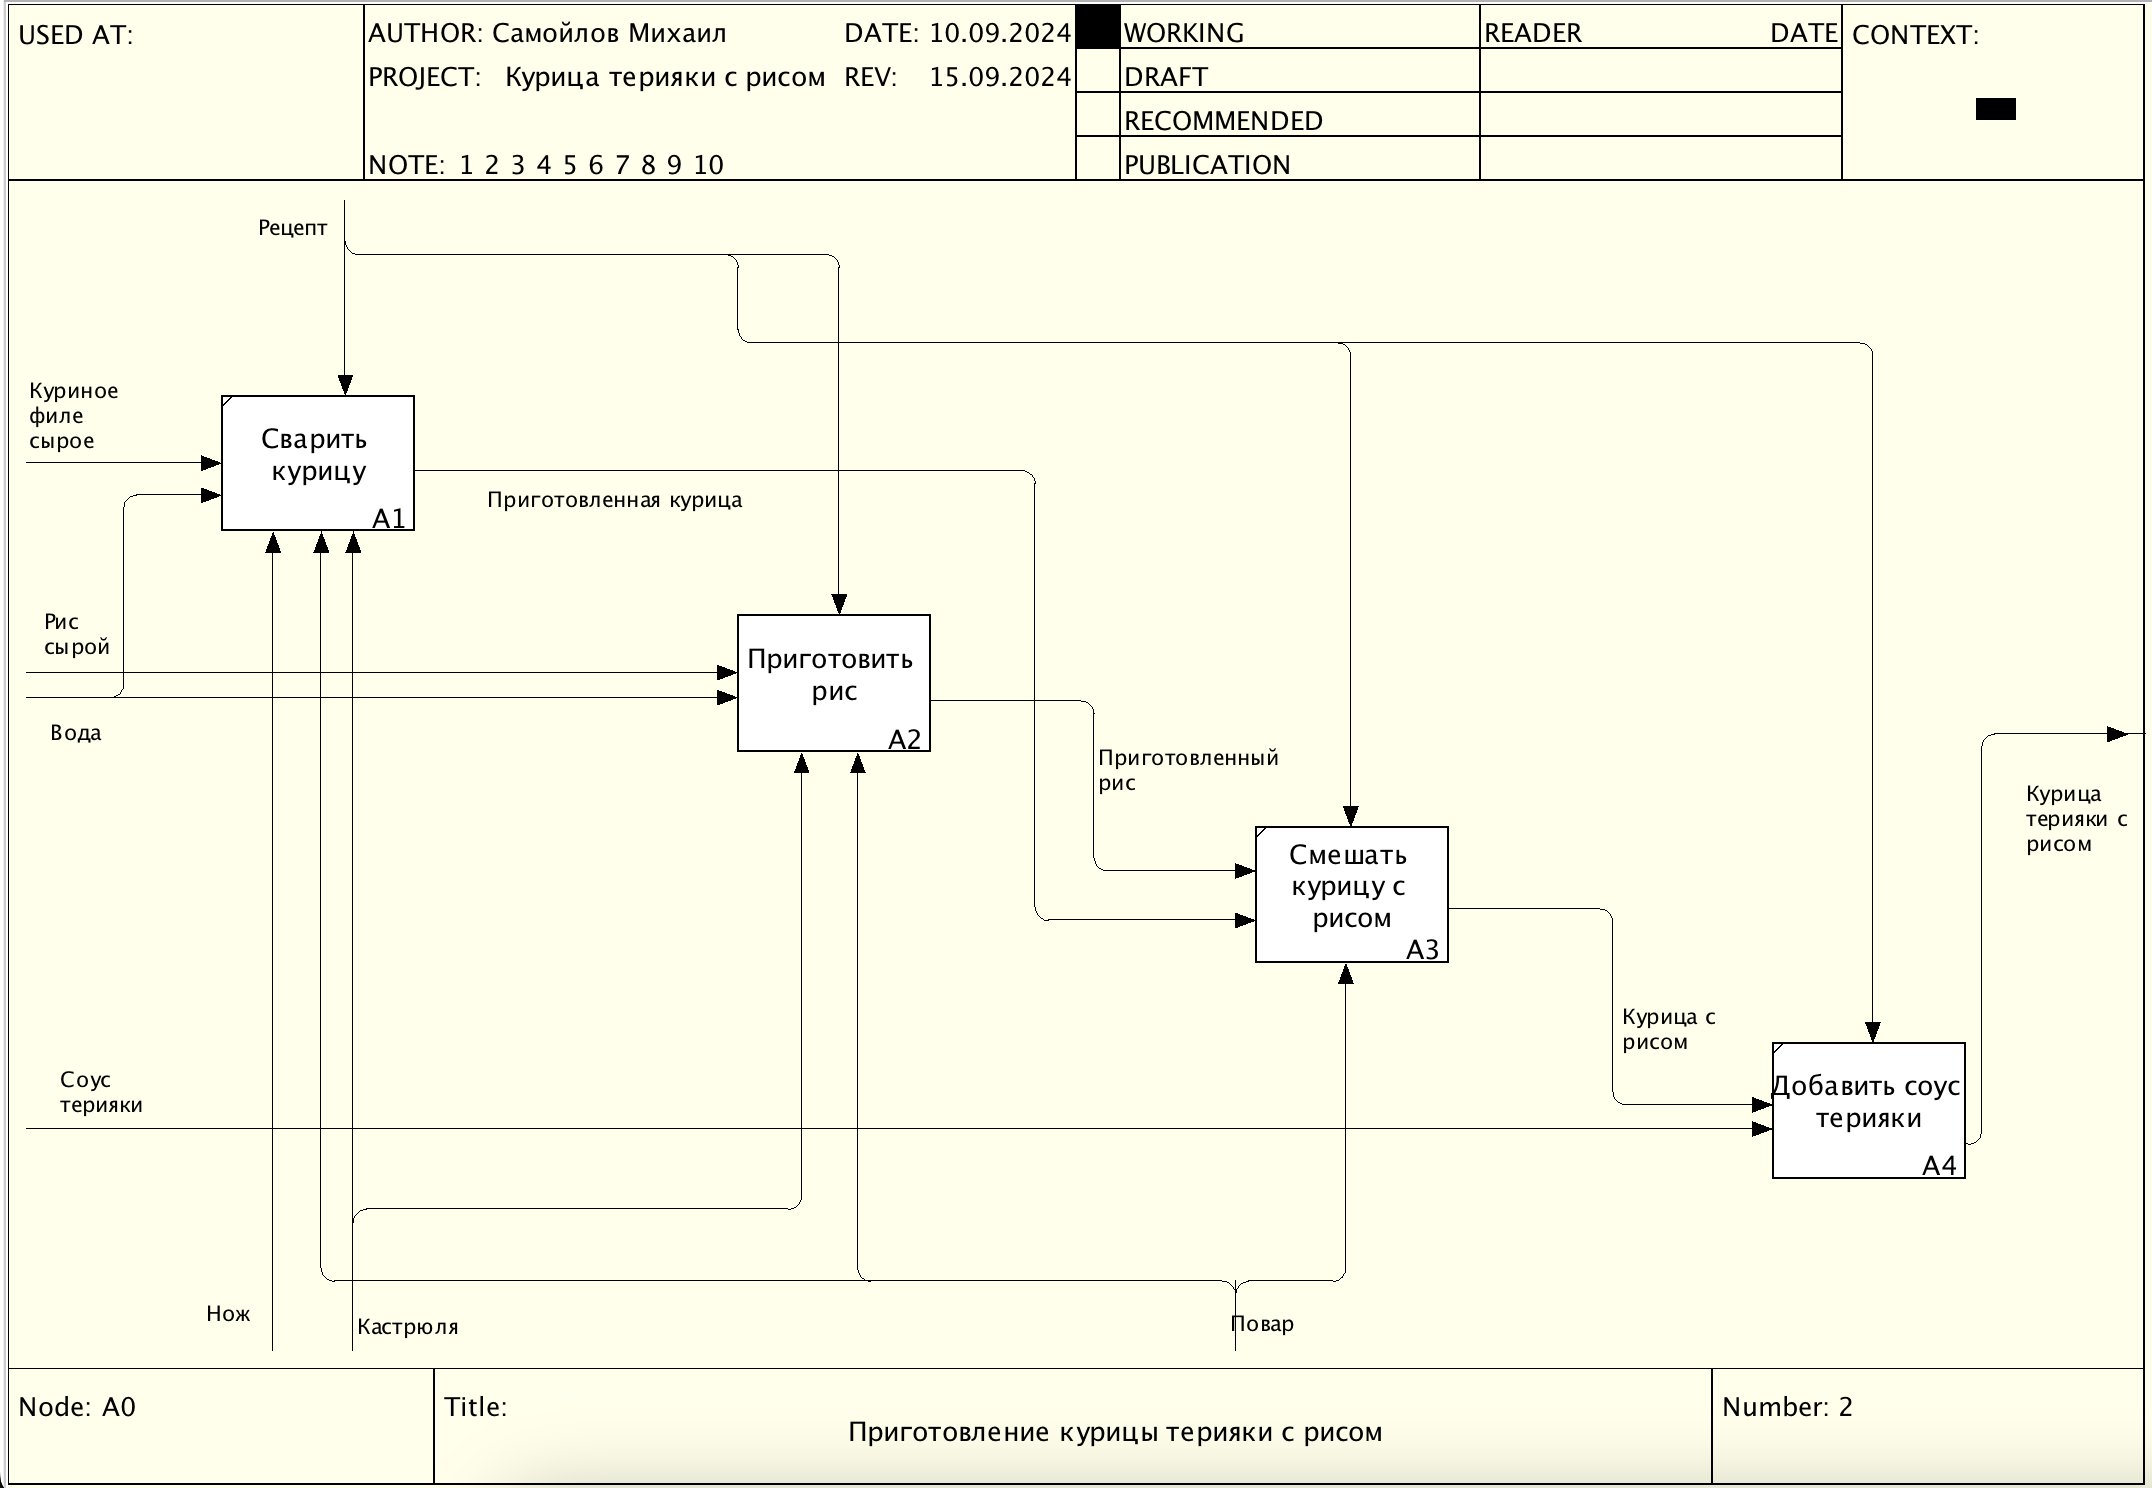 USED AT:
AUTHOR: Самойлов Михаил
DATE: 10.09.2024
PROJECT: Курица терияки с рисом
REV: 15.09.2024
NOTE: 1 2 3 4 5 6 7 8 9 10
WORKING
DRAFT
RECOMMENDED
PUBLICATION
READER
DATE
CONTEXT:
Рецепт
Куриное
филе
сырое
Сварить
курицу
A1
Приготовленная курица
Рис
сырой
Вода
Приготовить
рис
A2
Приготовленный
рис
Смешать
курицу с
рисом
A3
Курица
терияки с
рисом
Курица с
рисом
Соус
терияки
Добавить соус
терияки
A4
Нож
Кастрюля
Повар
Node: A0
Title:
Приготовление курицы терияки с рисом
Number: 2